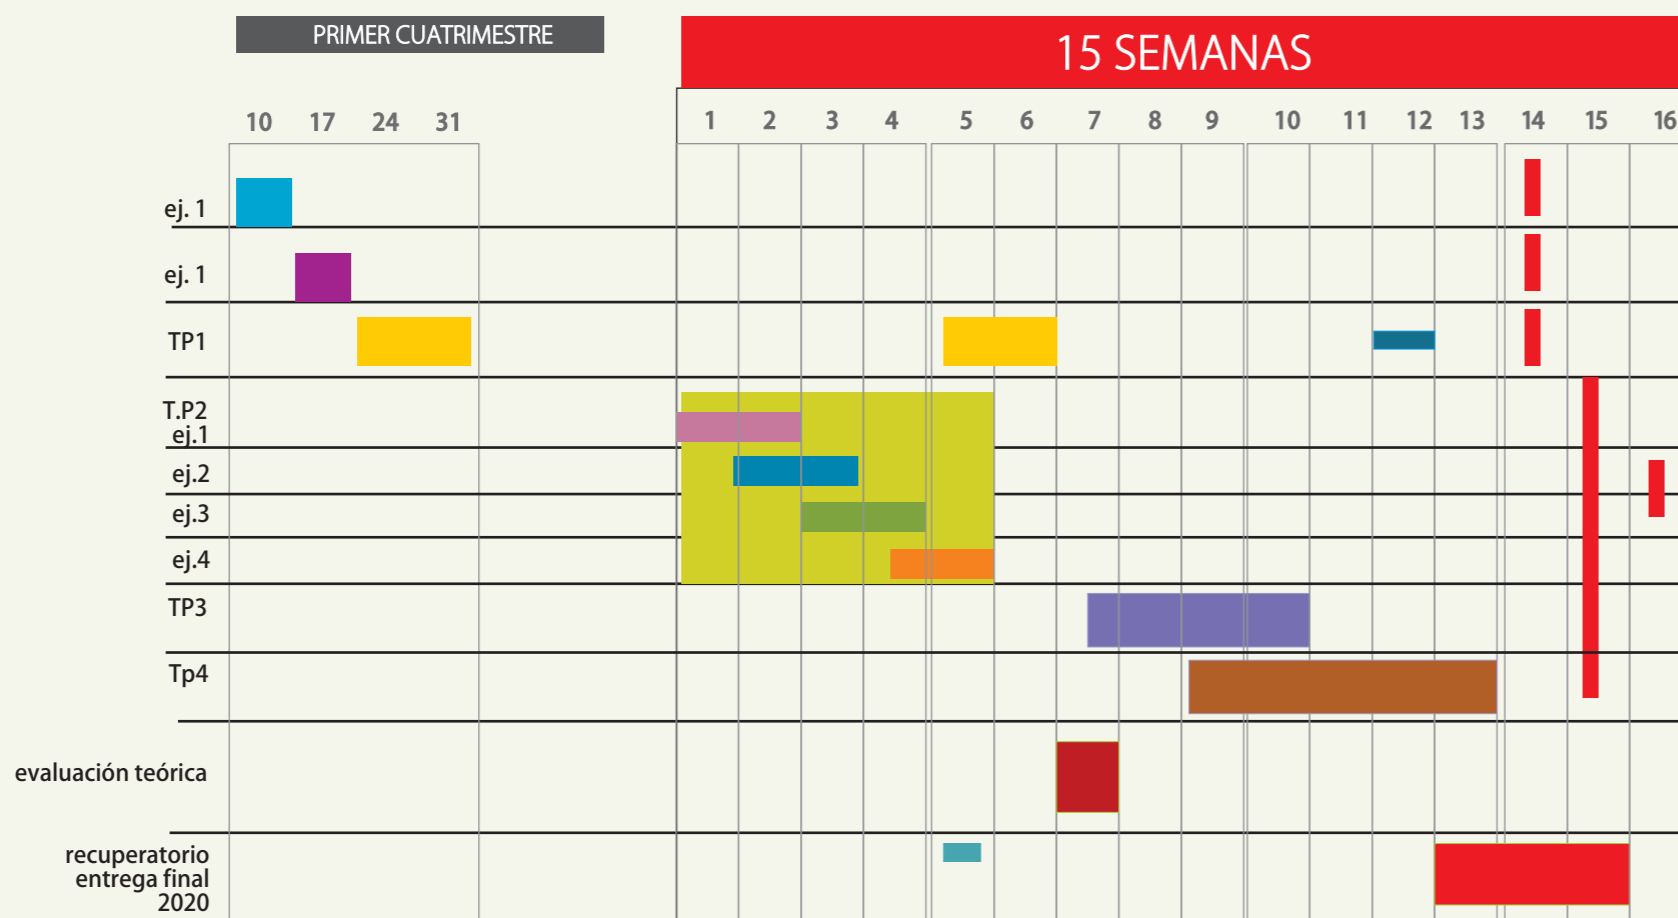 PRIMER CUATRIMESTRE
15 SEMANAS
10 17 24 31
1 2 3 4 5 6 7 8 9 10 11 12 13 14 15 16
ej. 1
ej. 1
TP1
T.P2
ej.1
ej.2
ej.3
ej.4
TP3
Tp4
evaluación teórica
recuperatorio
entrega final
2020